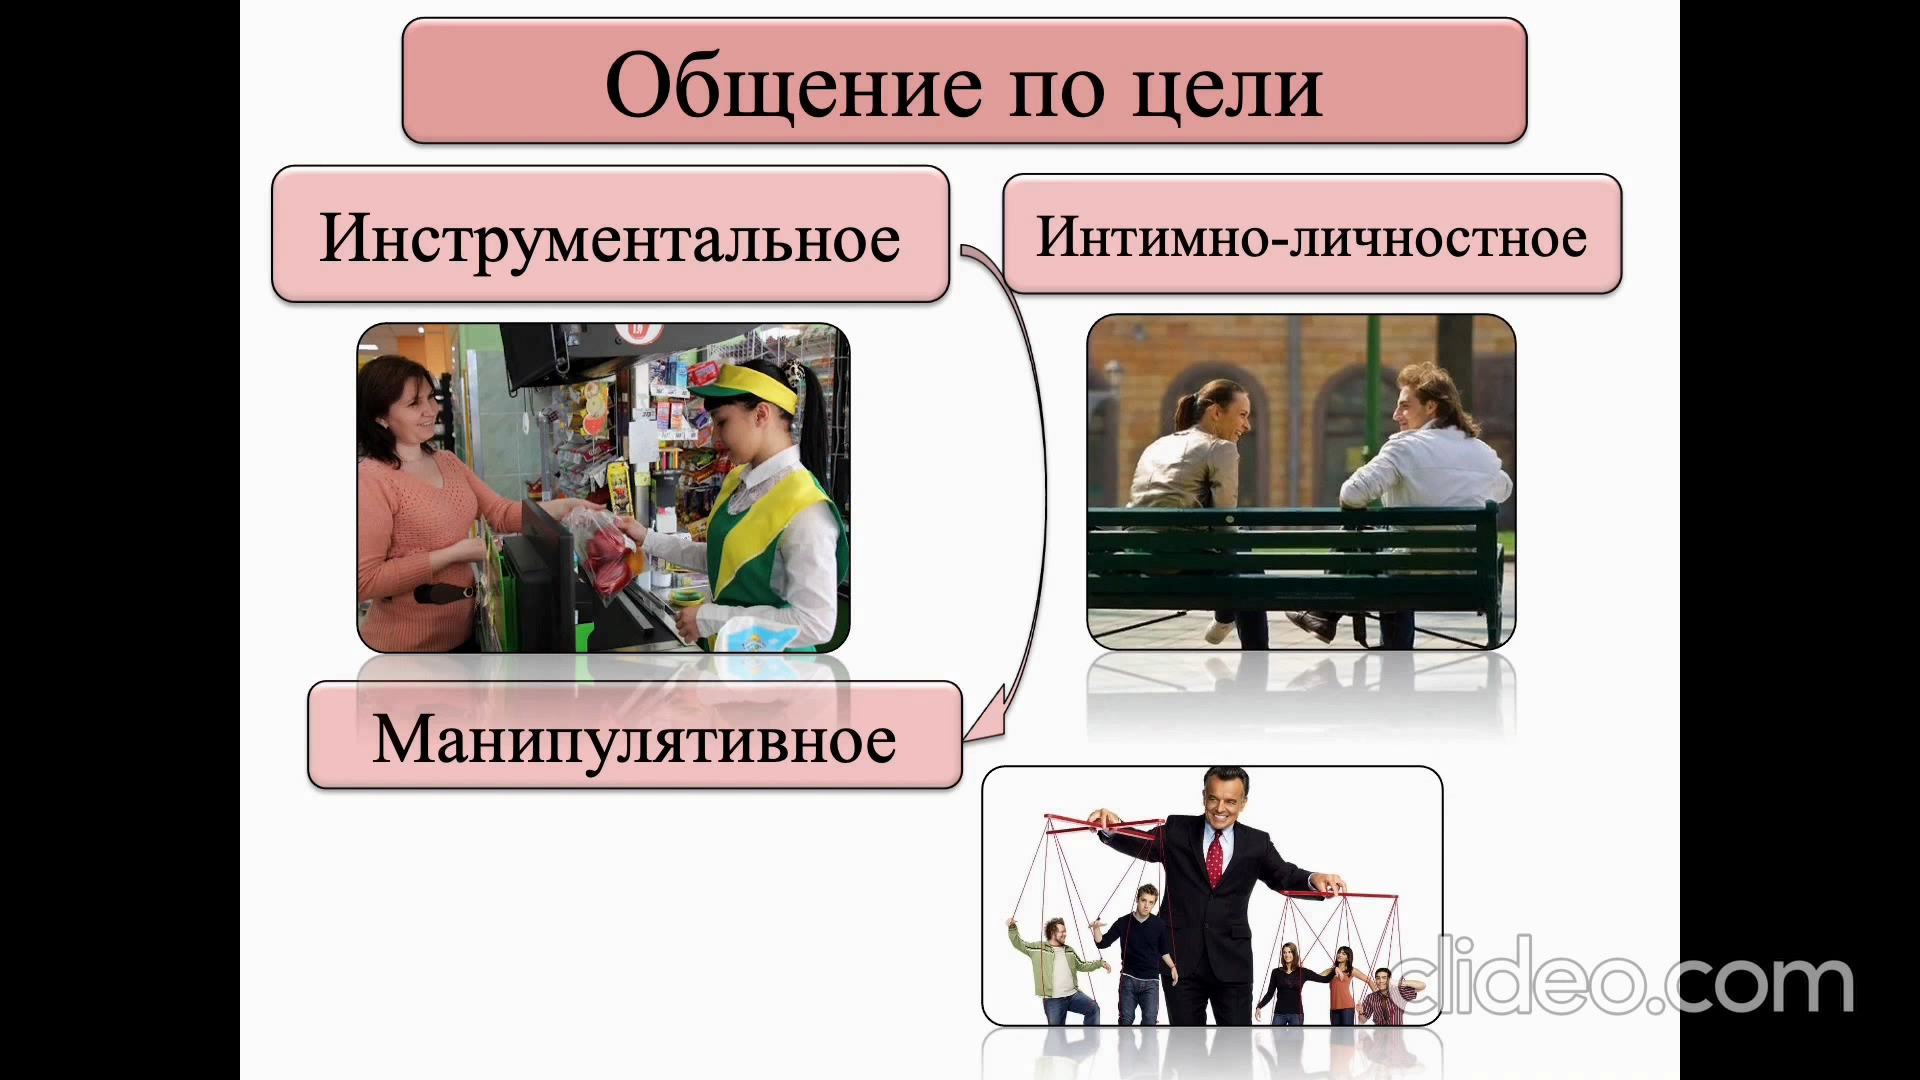 Общение по цели
Инструментальное
Интимно-личностное
Манипулятивное
clideo.com